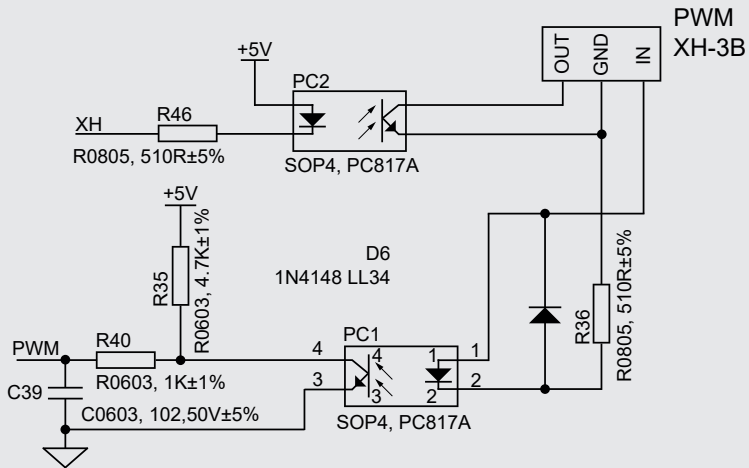 PWM
XH-3B
OUT
GND
IN
+5V
PC2
R46
XH
R0805, 510R±5%
SOP4, PC817A
+5V
R35
R0603, 4.7K±1%
D6
1N4148 LL34
R36
R0805, 510R±5%
PC1
PWM
R40
4
4
1
1
3
3
2
2
R0603, 1K±1%
C39
C0603, 102,50V±5%
SOP4, PC817A